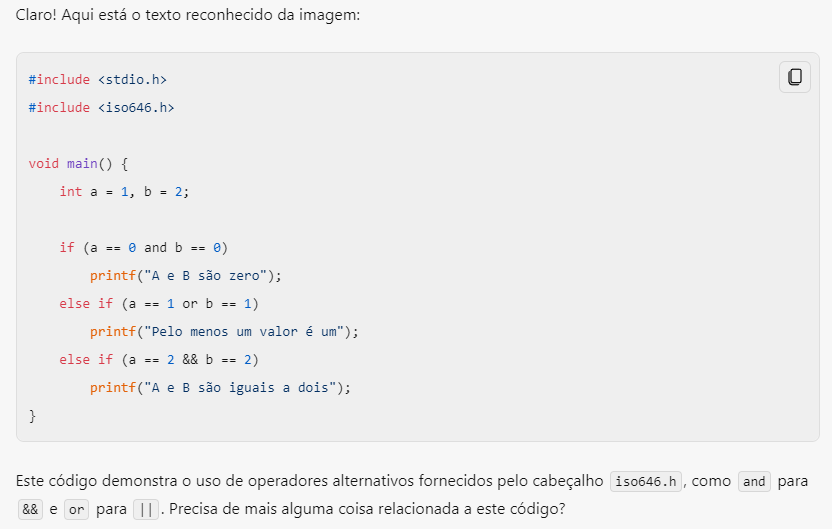 Claro! Aqui está o texto reconhecido da imagem:
#include <stdio.h>
#include <iso646.h>
void main() {
    int a = 1, b = 2;
    if (a == 0 and b == 0)
        printf("A e B são zero");
    else if (a == 1 or b == 1)
        printf("Pelo menos um valor é um");
    else if (a == 2 && b == 2)
        printf("A e B são iguais a dois");
}
Este código demonstra o uso de operadores alternativos fornecidos pelo cabeçalho iso646.h, como and para
&& e or para ||. Precisa de mais alguma coisa relacionada a este código?